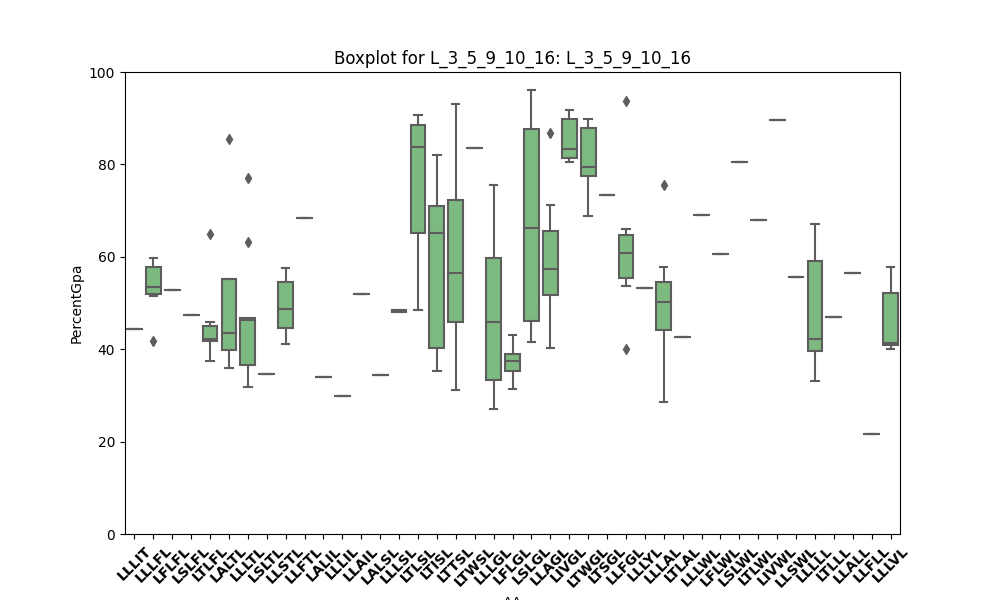 Boxplot for L_3_5_9_10_16: L_3_5_9_10_16
PercentGpa
100
80
60
40
20
0
LLLIT
LLLFL
LFLFL
LSLFL
LTLFL
LALTL
LLLTL
LSLTL
LLSTL
LLFTL
LALIL
LLLIL
LLAIL
LALSL
LLLSL
LTLSL
LTISL
LTTSL
LTWSL
LLLGL
LFLGL
LSLGL
LLAGL
LIVGL
LTWGL
LTSGL
LLFGL
LLLYL
LLLAL
LTLAL
LLLWL
LFLWL
LSLWL
LTLWL
LIVWL
LLSWL
LLLLL
LTLLL
LLALL
LLFLL
LLLVL